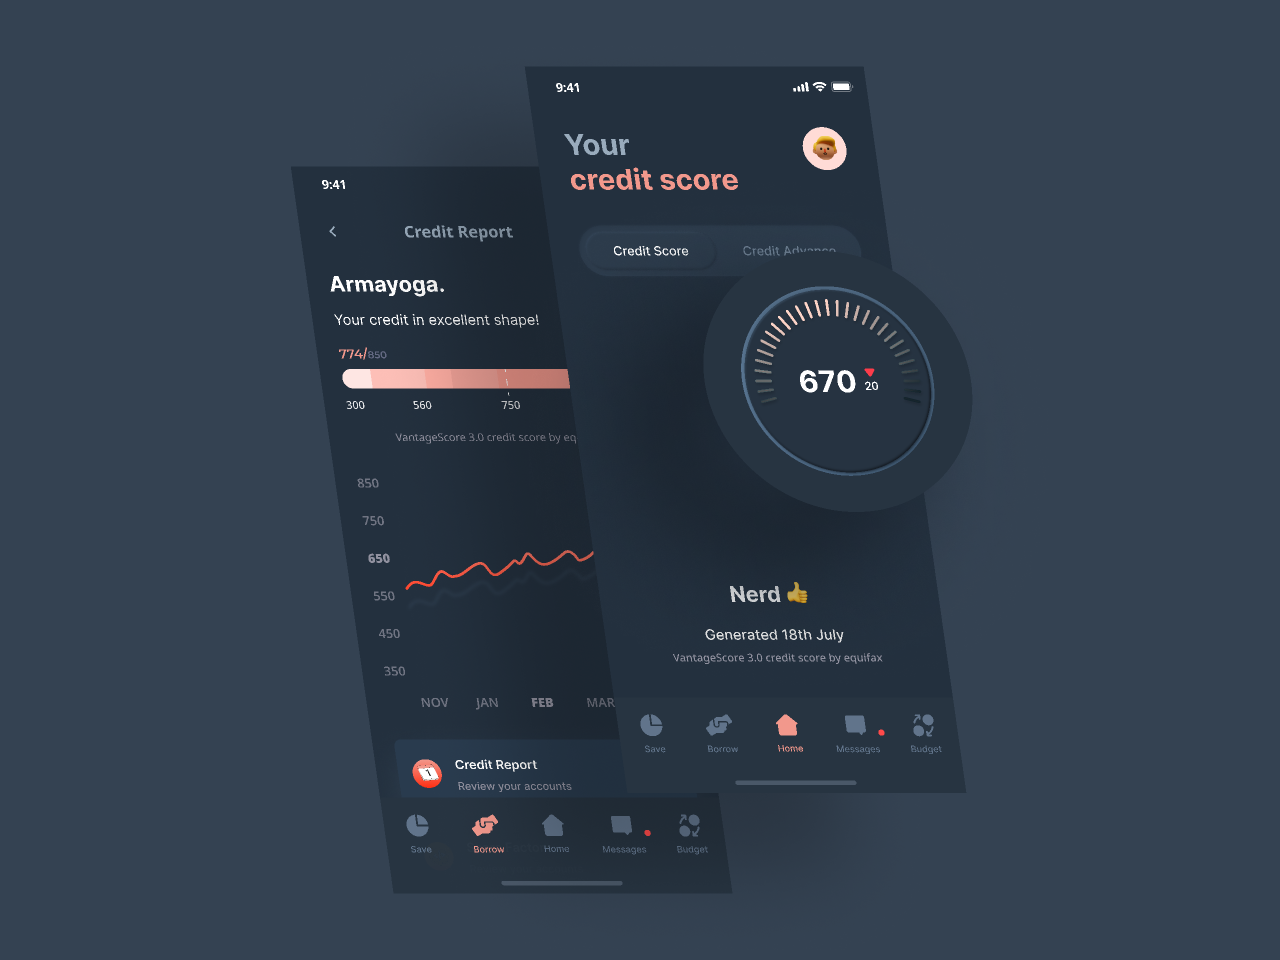 9:41
Credit Report
Armayoga.
Your credit in excellent shape!
774/850
300 560 750
VantageScore 3.0 credit score by
850
750
650
550
450
350
NOV JAN FEB MAR
Credit Report
Review your accounts
Save Borrow Home Messages Budget
9:41
Your
credit score
Credit Score Credit Advance
670
20
Nerd 👍
Generated 18th July
VantageScore 3.0 credit score by equifax
Save Borrow Home Messages Budget